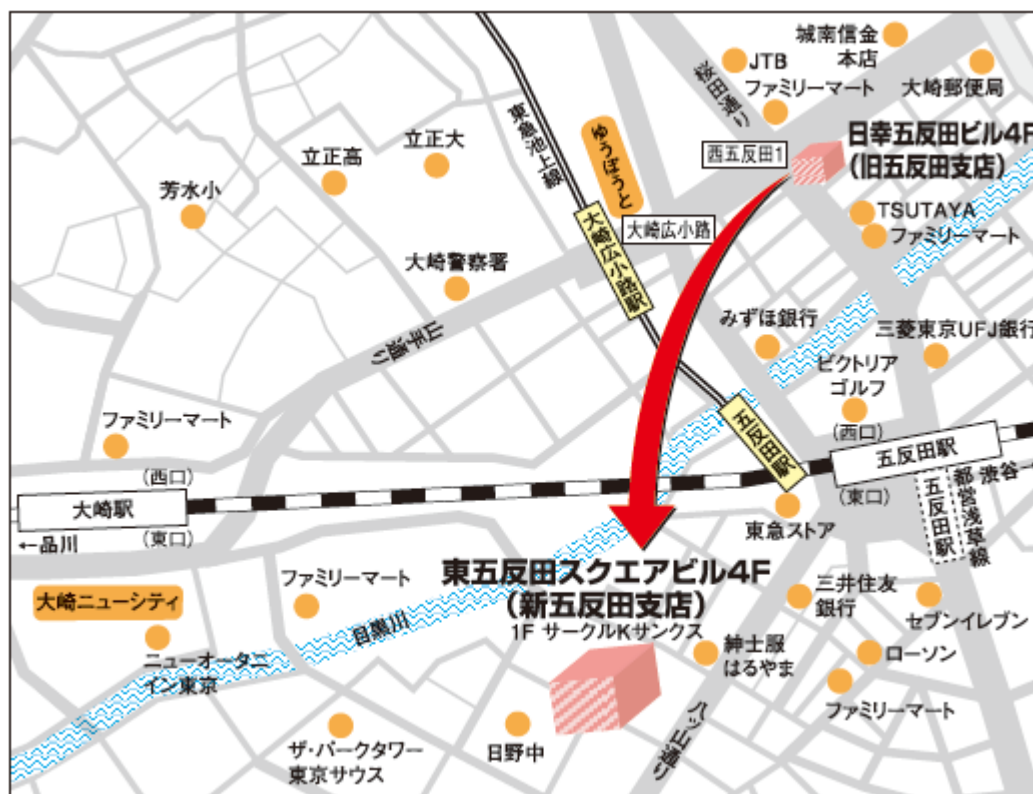 城南信金
本店
JTB
ファミリーマート
大崎郵便局
桜田通り
東急池上線
ゆうぽうと
西五反田1
日幸五反田ビル4F
(旧五反田支店)
立正大
立正高
芳水小
TSUTAYA
ファミリーマート
大崎広小路
大崎広小路駅
大崎警察署
山手通り
みずほ銀行
三菱東京UFJ銀行
ビクトリア
ゴルフ
ファミリーマート
(西口)
大崎駅
(東口)
←品川
五反田駅
(西口)
五反田駅
(東口)
五反田駅
都営浅草線
渋谷→
東急ストア
東五反田スクエアビル4F
(新五反田支店)
1F サークルKサンクス
ファミリーマート
大崎ニューシティ
目黒川
三井住友
銀行
セブンイレブン
ニューオータニ
イン東京
紳士服
はるやま
ローソン
ファミリーマート
八ツ山通り
ザ・パークタワー
東京サウス
日野中